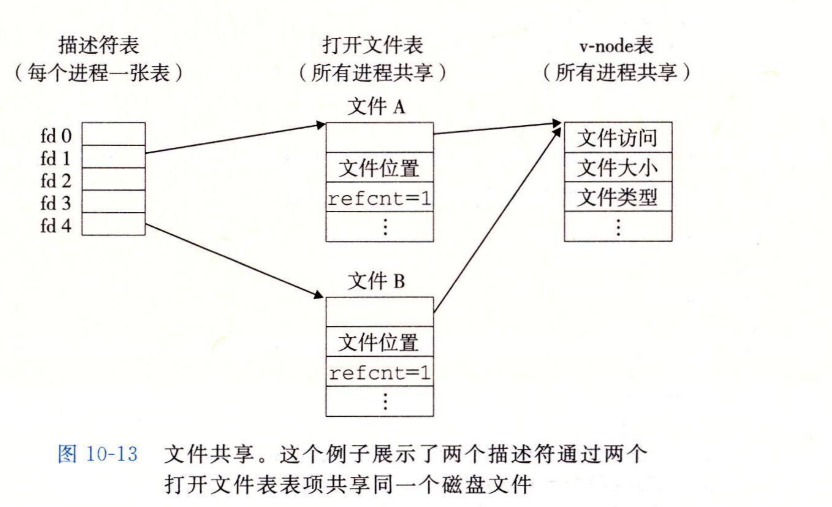 描述符表
（每个进程一张表）
打开文件表
（所有进程共享）
v-node表
（所有进程共享）
fd 0
fd 1
fd 2
fd 3
fd 4
文件 A
文件位置
refcnt=1
⋮
文件 B
文件位置
refcnt=1
⋮
文件访问
文件大小
文件类型
⋮
图 10-13 文件共享。这个例子展示了两个描述符通过两个
打开文件表表项共享同一个磁盘文件